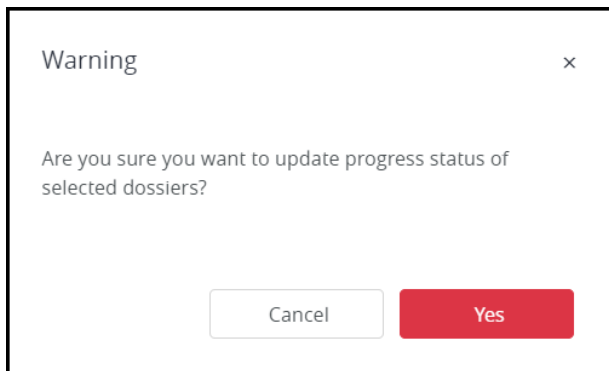 Warning
×
Are you sure you want to update progress status of
selected dossiers?
Cancel
Yes